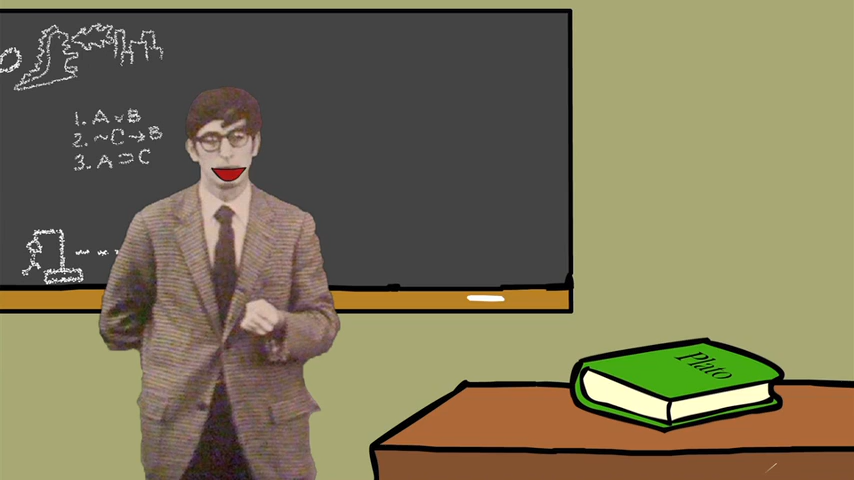 1. A v B
2. ~C → B
3. A ⊃ C
Plato